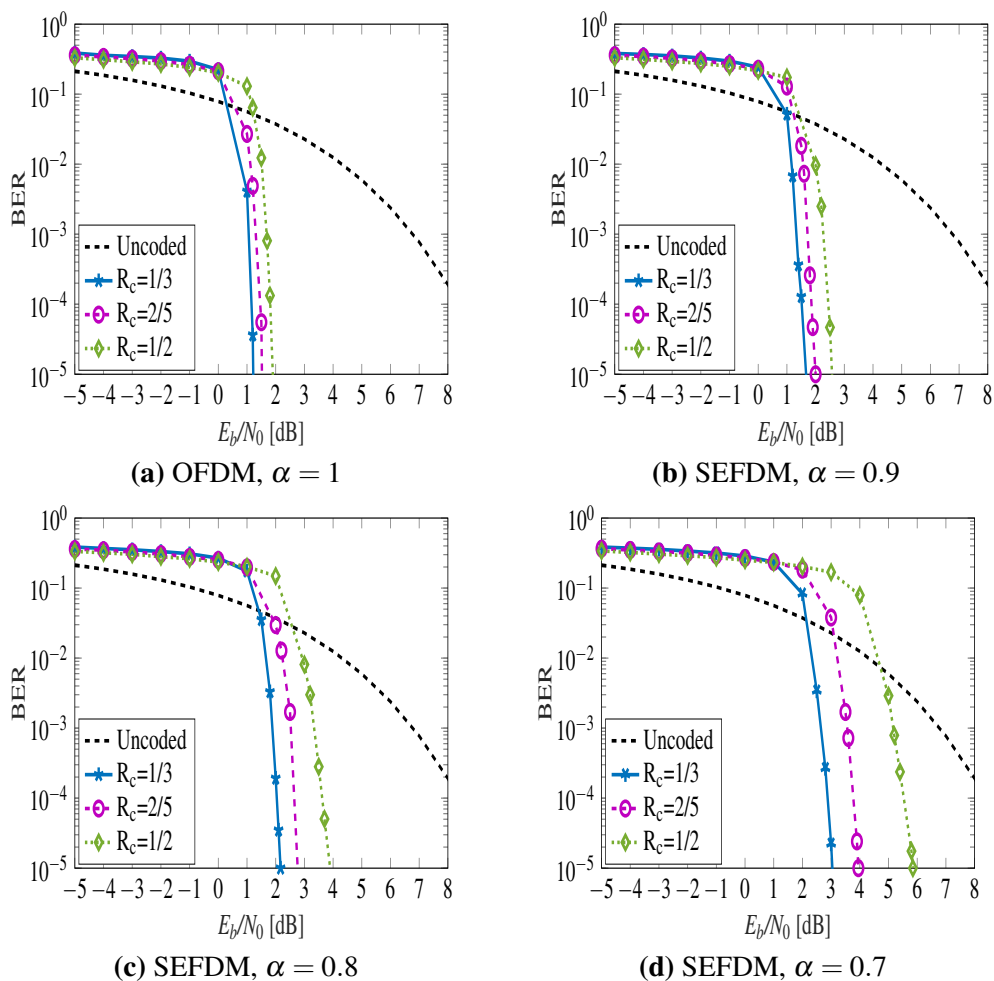 10⁰
10⁻¹
10⁻²
10⁻³
10⁻⁴
10⁻⁵
BER
Uncoded
R_c=1/3
R_c=2/5
R_c=1/2
−5 −4 −3 −2 −1 0 1 2 3 4 5 6 7 8
E_b/N_0 [dB]
(a) OFDM, α = 1
10⁰
10⁻¹
10⁻²
10⁻³
10⁻⁴
10⁻⁵
BER
Uncoded
R_c=1/3
R_c=2/5
R_c=1/2
−5 −4 −3 −2 −1 0 1 2 3 4 5 6 7 8
E_b/N_0 [dB]
(b) SEFDM, α = 0.9
10⁰
10⁻¹
10⁻²
10⁻³
10⁻⁴
10⁻⁵
BER
Uncoded
R_c=1/3
R_c=2/5
R_c=1/2
−5 −4 −3 −2 −1 0 1 2 3 4 5 6 7 8
E_b/N_0 [dB]
(c) SEFDM, α = 0.8
10⁰
10⁻¹
10⁻²
10⁻³
10⁻⁴
10⁻⁵
BER
Uncoded
R_c=1/3
R_c=2/5
R_c=1/2
−5 −4 −3 −2 −1 0 1 2 3 4 5 6 7 8
E_b/N_0 [dB]
(d) SEFDM, α = 0.7